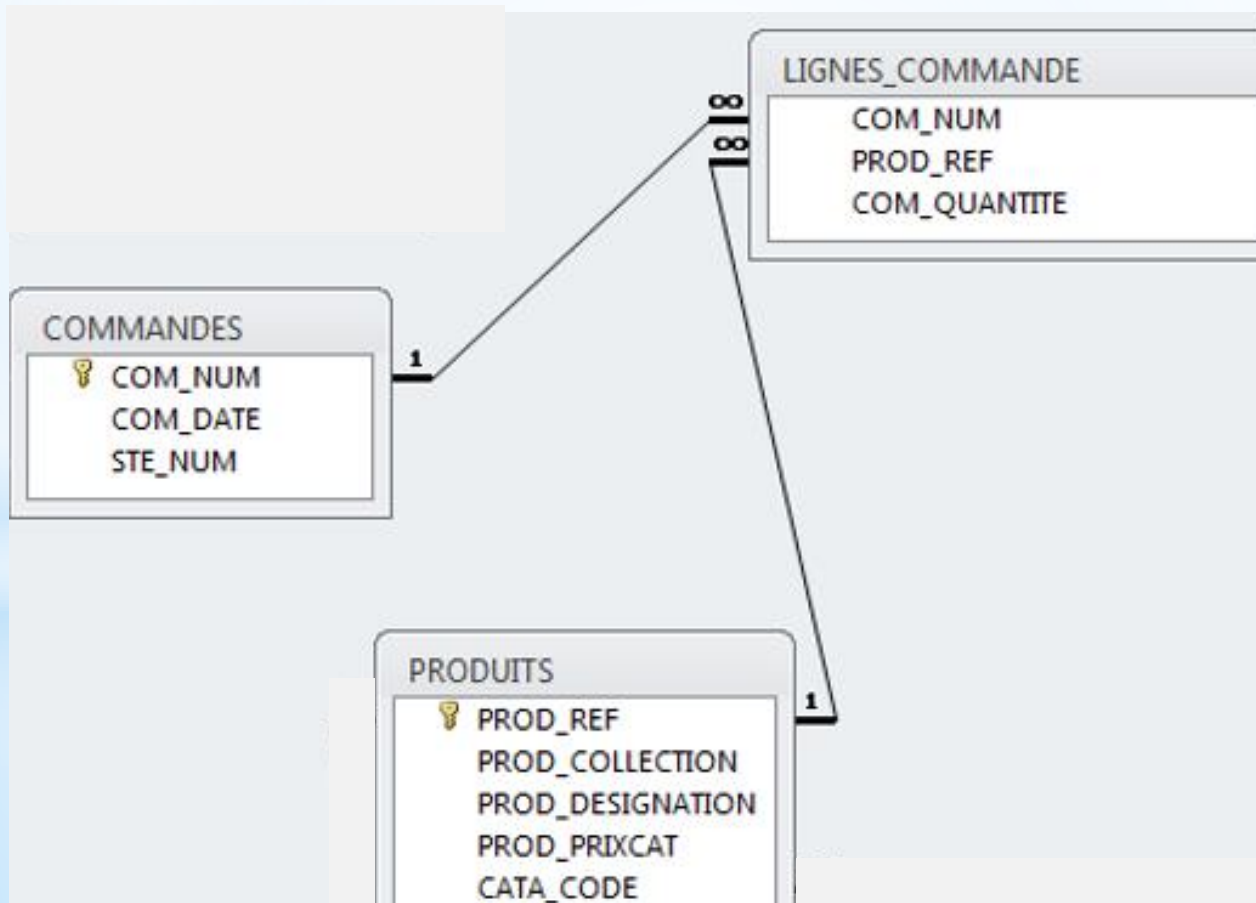 LIGNES_COMMANDE
COM_NUM
PROD_REF
COM_QUANTITE
∞
∞
COMMANDES
COM_NUM
COM_DATE
STE_NUM
1
PRODUITS
PROD_REF
PROD_COLLECTION
PROD_DESIGNATION
PROD_PRIXCAT
CATA_CODE
1